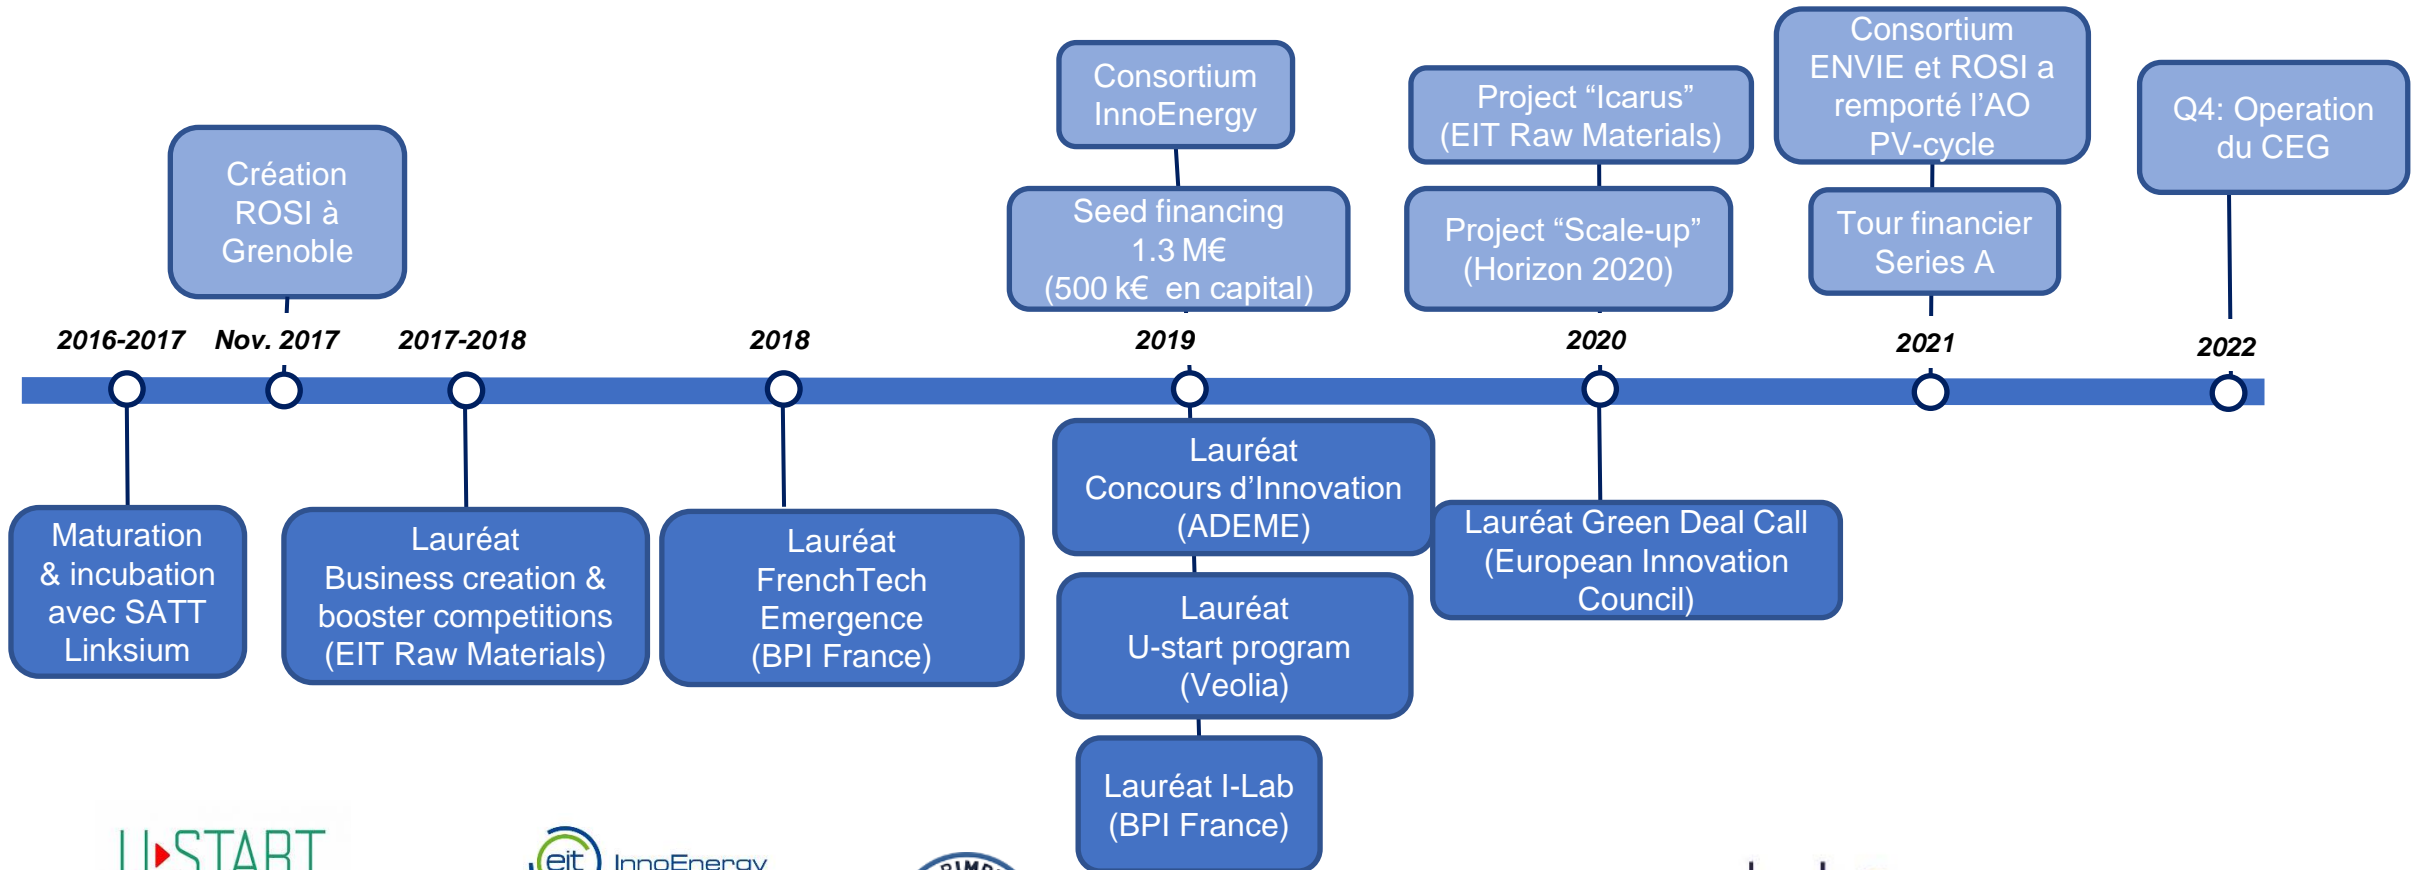 Création
ROSI à
Grenoble
Consortium
InnoEnergy
Seed financing
1.3 M€
(500 k€ en capital)
Project “Icarus”
(EIT Raw Materials)
Project “Scale-up”
(Horizon 2020)
Consortium
ENVIE et ROSI a
remporté l’AO
PV-cycle
Tour financier
Series A
Q4: Operation
du CEG
2016-2017
Nov. 2017
2017-2018
2018
2019
2020
2021
2022
Maturation
& incubation
avec SATT
Linksium
Lauréat
Business creation &
booster competitions
(EIT Raw Materials)
Lauréat
FrenchTech
Emergence
(BPI France)
Lauréat
Concours d’Innovation
(ADEME)
Lauréat
U-start program
(Veolia)
Lauréat I-Lab
(BPI France)
Lauréat Green Deal Call
(European Innovation
Council)
U START
eit InnoEnergy